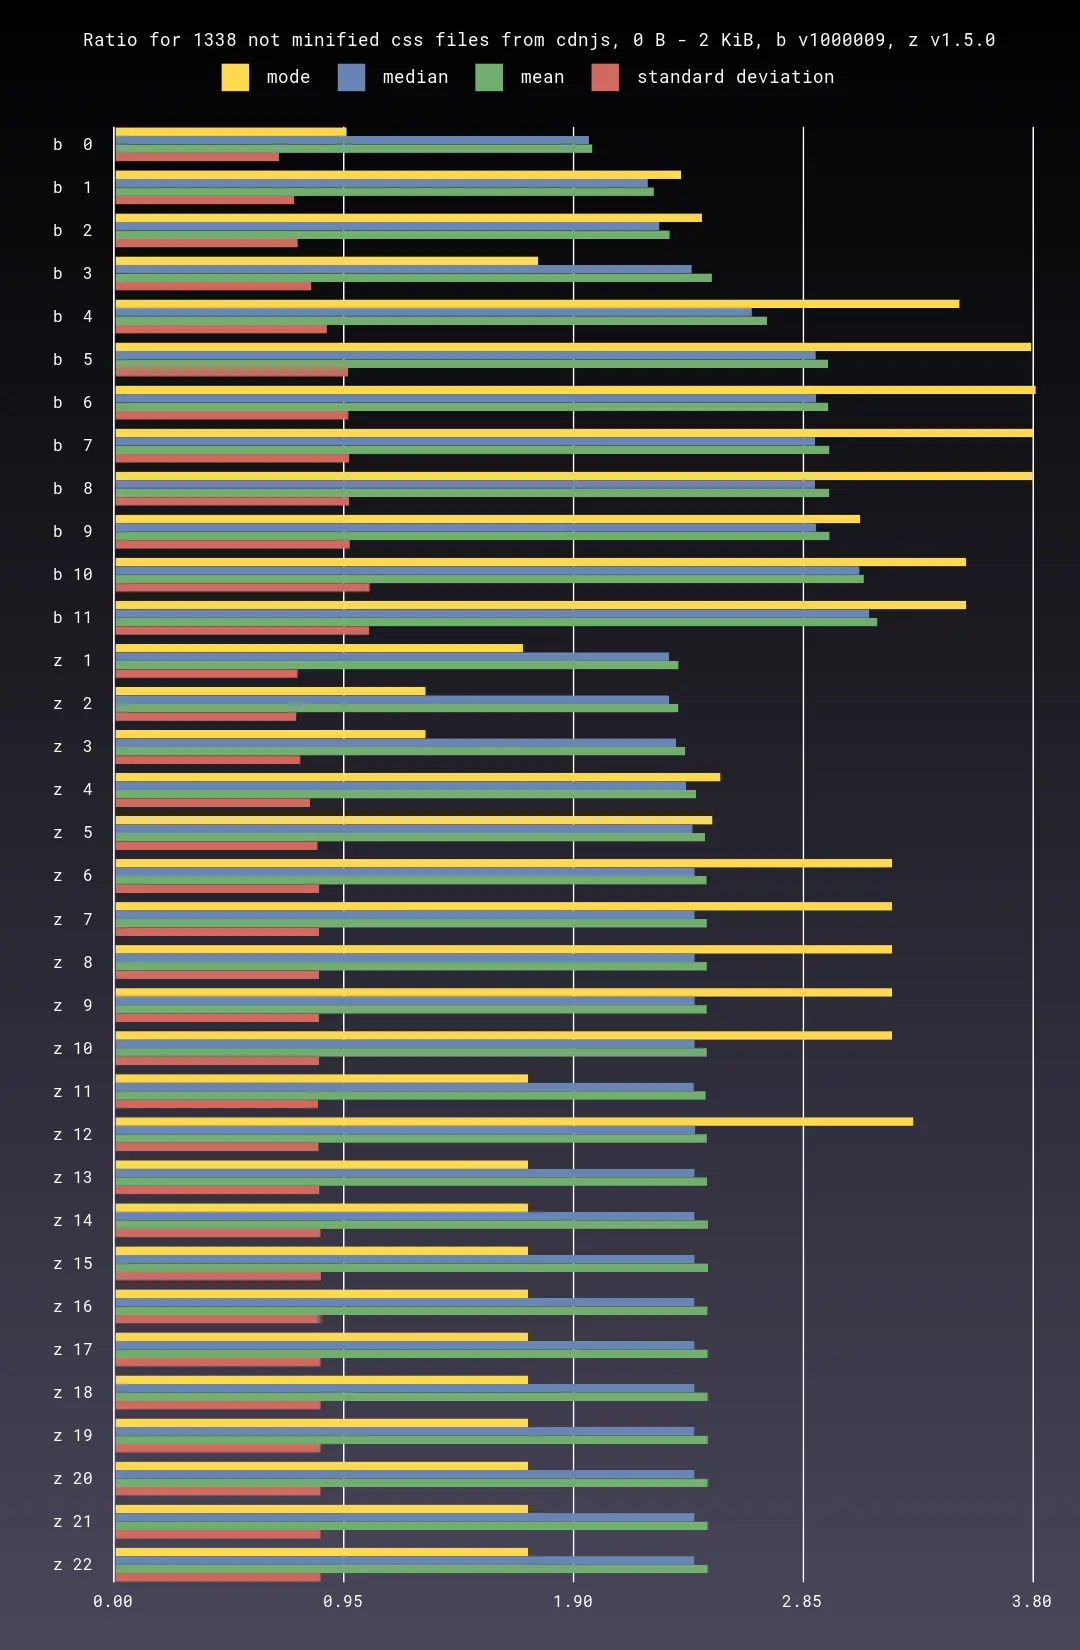 Ratio for 1338 not minified css files from cdnjs, 0 B - 2 KiB, b v1000009, z v1.5.0
mode median mean standard deviation
b 0
b 1
b 2
b 3
b 4
b 5
b 6
b 7
b 8
b 9
b 10
b 11
z 1
z 2
z 3
z 4
z 5
z 6
z 7
z 8
z 9
z 10
z 11
z 12
z 13
z 14
z 15
z 16
z 17
z 18
z 19
z 20
z 21
z 22
0.00 0.95 1.90 2.85 3.80